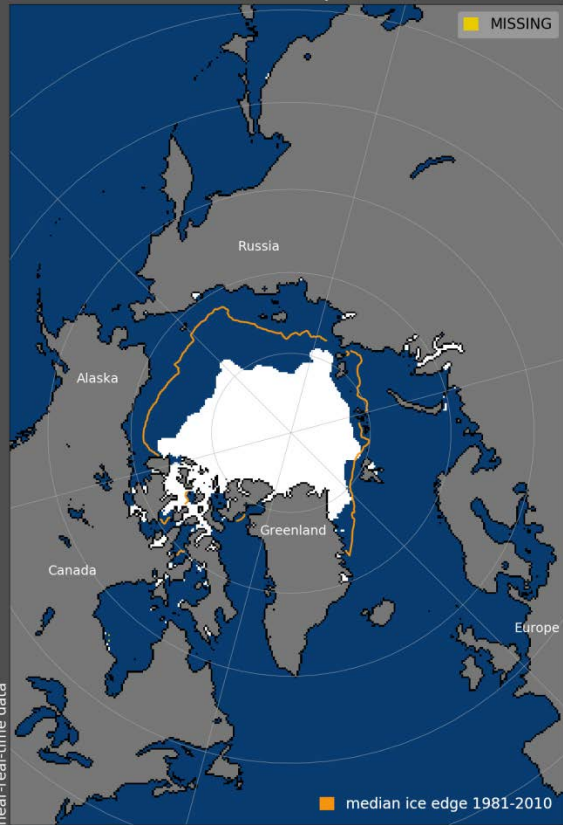 MISSING
Russia
Alaska
Greenland
Canada
Europe
near-real-time data
median ice edge 1981-2010